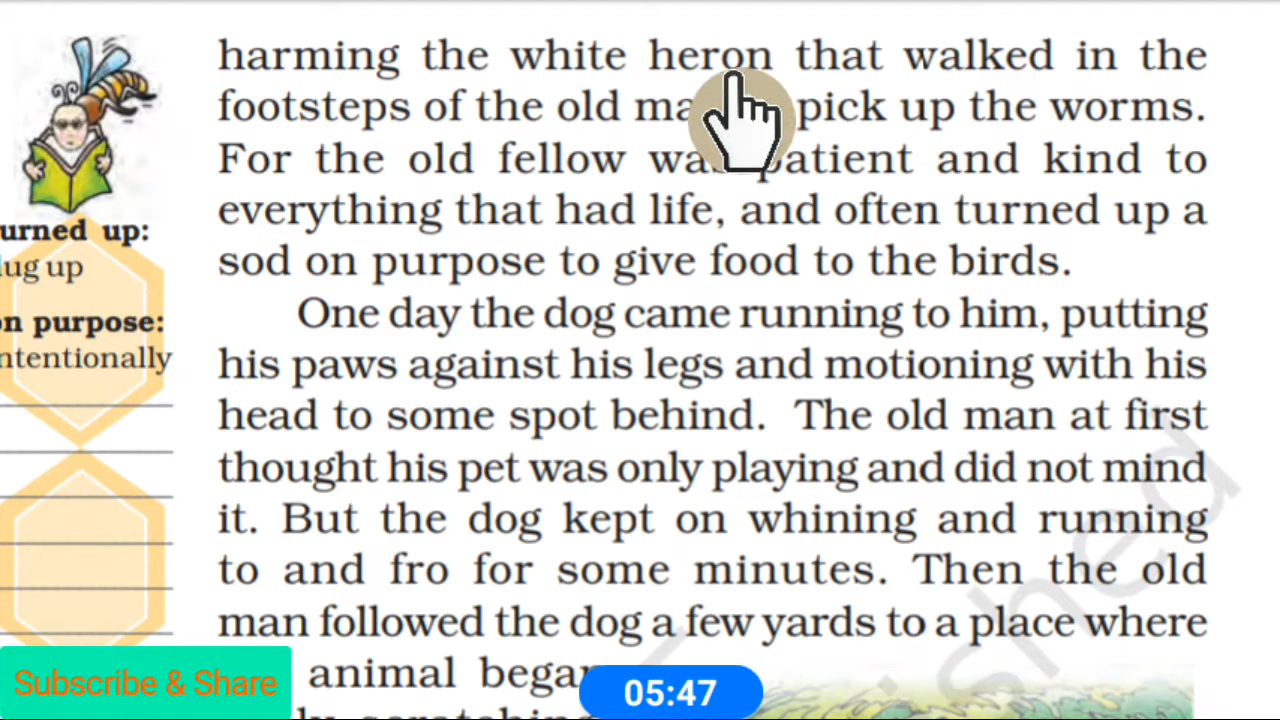 harming the white heron that walked in the
footsteps of the old pick up the worms.
For the old fellow was patient and kind to
everything that had life, and often turned up a
sod on purpose to give food to the birds.
urned up:
lug up
on purpose:
ntentionally
One day the dog came running to him, putting
his paws against his legs and motioning with his
head to some spot behind. The old man at first
thought his pet was only playing and did not mind
it. But the dog kept on whining and running
to and fro for some minutes. Then the old
man followed the dog a few yards to a place where
animal began
Subscribe & Share
05:47
shed